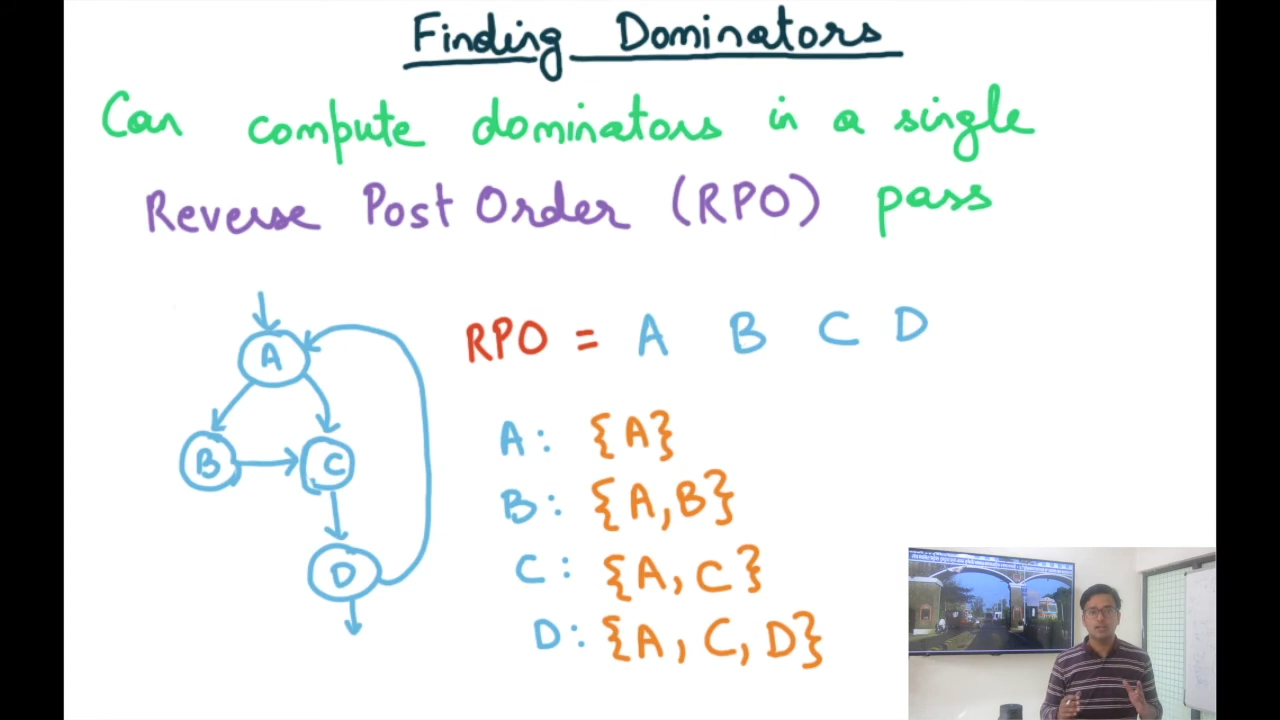 Finding Dominators
Can compute dominators in a single
Reverse Post Order (RPO) pass
RPO = A B C D
A
B
C
D
A: {A}
B: {A,B}
C: {A, C}
D: {A, C, D}